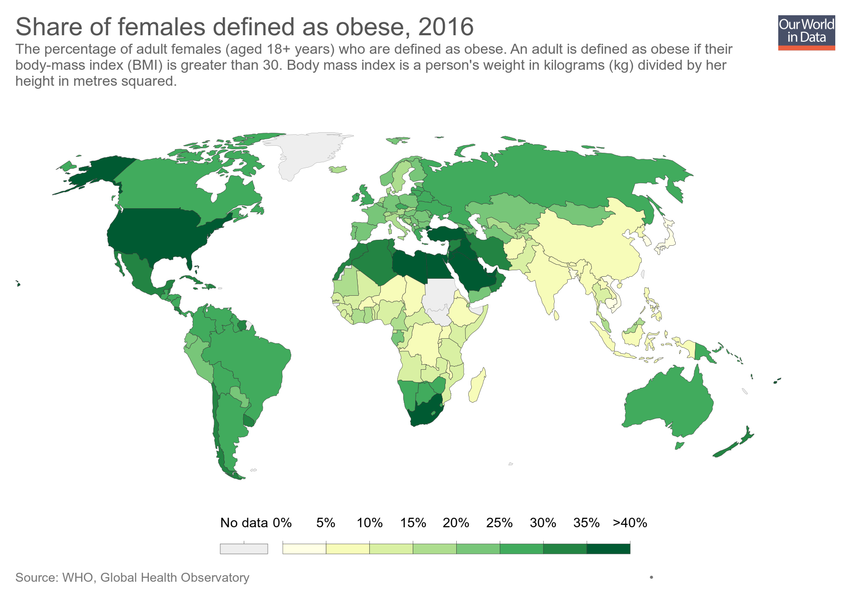 Share of females defined as obese, 2016
Our World
in Data
The percentage of adult females (aged 18+ years) who are defined as obese. An adult is defined as obese if their
body-mass index (BMI) is greater than 30. Body mass index is a person's weight in kilograms (kg) divided by her
height in metres squared.
No data 0% 5% 10% 15% 20% 25% 30% 35% >40%
Source: WHO, Global Health Observatory